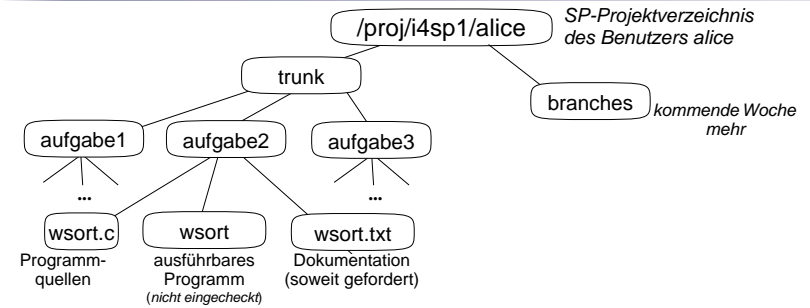 /proj/i4sp1/alice
SP-Projektverzeichnis
des Benutzers alice
trunk
branches
kommende Woche
mehr
aufgabe1
aufgabe2
aufgabe3
...
...
wsort.c
wsort
wsort.txt
Programm-
quellen
ausführbares
Programm
(nicht eingecheckt)
Dokumentation
(soweit gefordert)